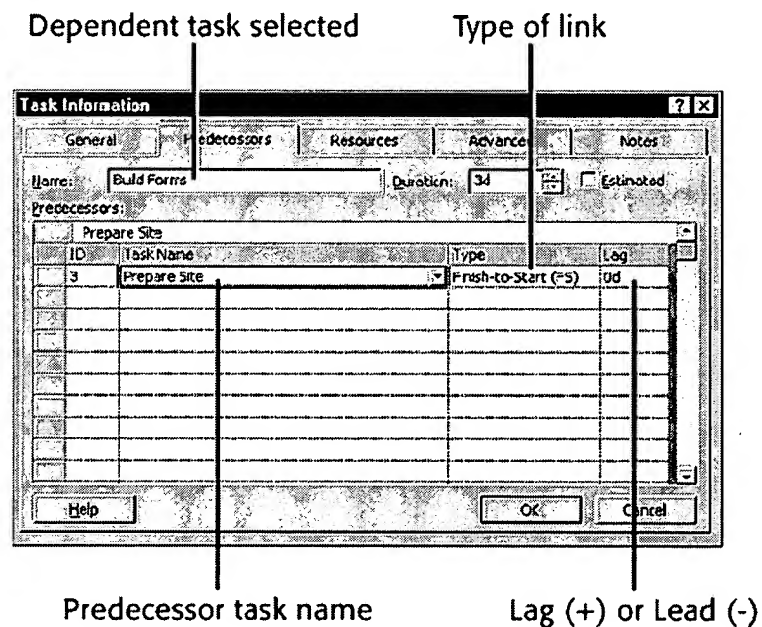 Dependent task selected Type of link
Task Information
General Predecessors Resources Advanced Notes
Name: Build Forms Duration: 3d Estimated
Predecessors:
Prepare Site
ID Task Name Type Lag
3 Prepare Site Finish-to-Start (FS) 0d
Help OK Cancel
Predecessor task name Lag (+) or Lead (-)